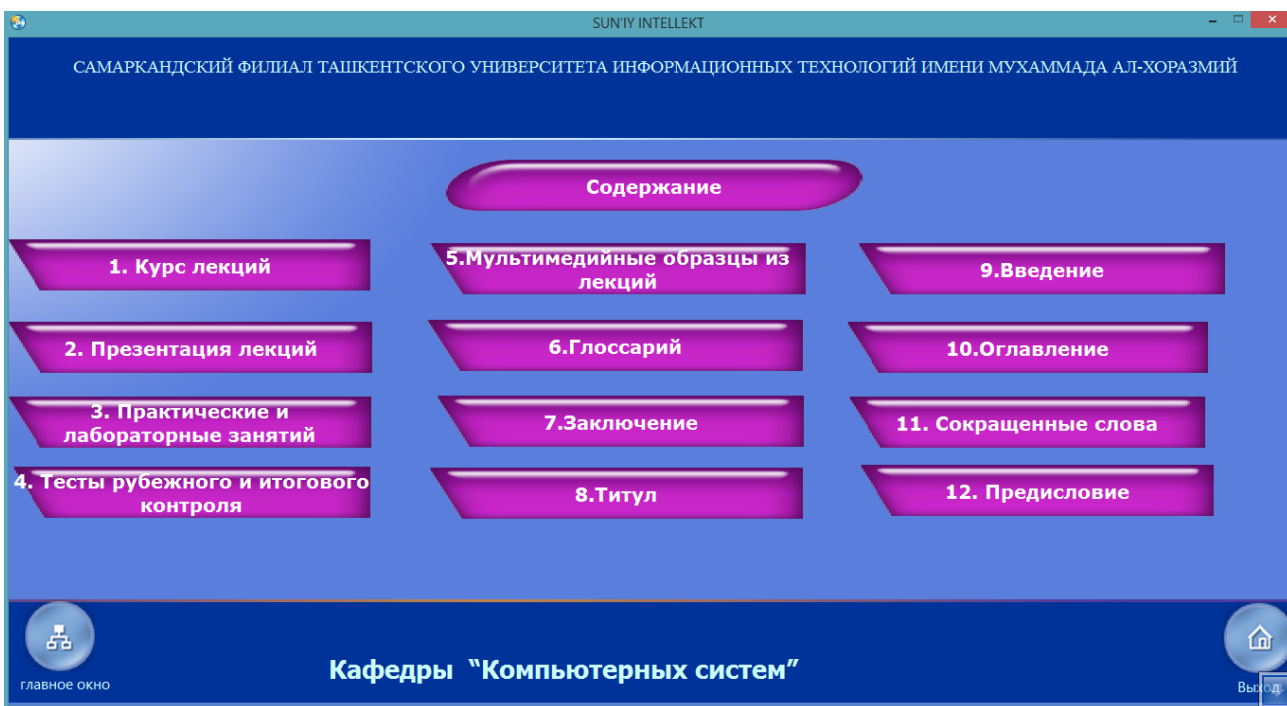 SUN'IY INTELLEKT
САМАРКАНДСКИЙ ФИЛИАЛ ТАШКЕНТСКОГО УНИВЕРСИТЕТА ИНФОРМАЦИОННЫХ ТЕХНОЛОГИЙ ИМЕНИ МУХАММАДА АЛ-ХОРАЗМИЙ
Содержание
1. Курс лекций
2. Презентация лекций
3. Практические и
лабораторные занятий
4. Тесты рубежного и итогового
контроля
5.Мультимедийные образцы из
лекций
6.Глоссарий
7.Заключение
8.Титул
9.Введение
10.Оглавление
11. Сокращенные слова
12. Предисловие
главное окно
Кафедры “Компьютерных систем”
Выход